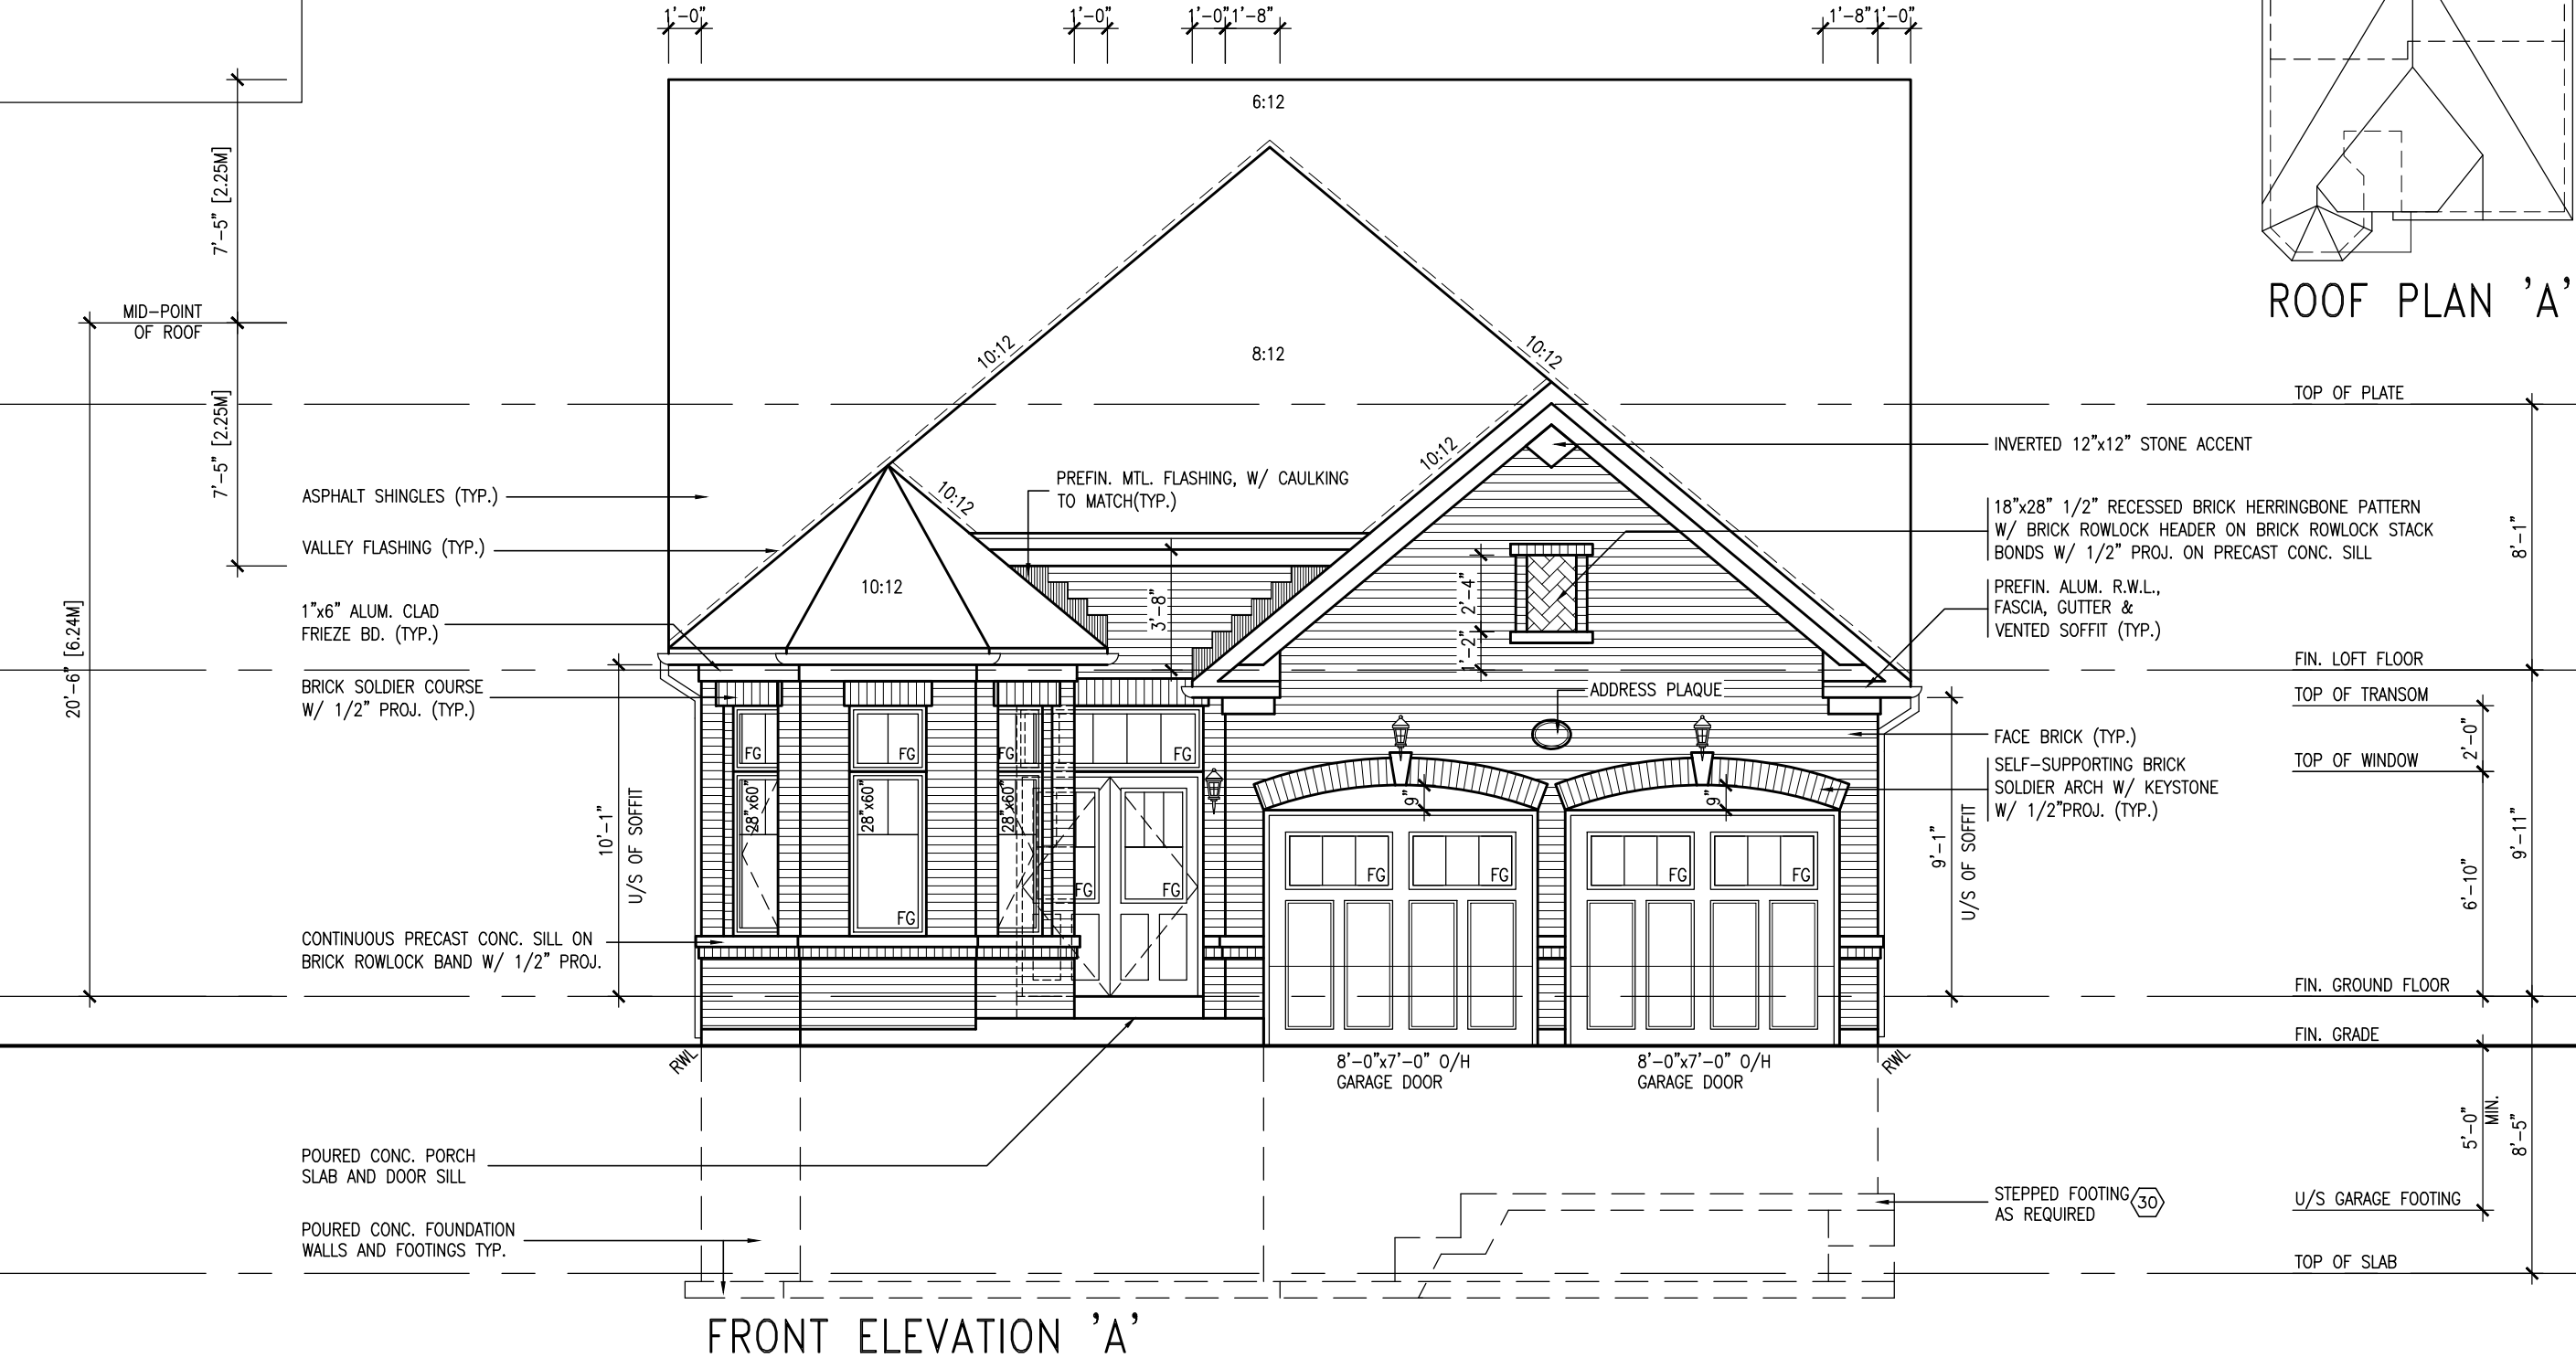 1'-0"
1'-0"
1'-0"
1'-8"
1'-8"
1'-0"
6:12
7'-5" [2.25M]
MID-POINT
OF ROOF
7'-5" [2.25M]
20'-6" [6.24M]
10:12
10:12
8:12
10:12
10:12
10:12
ROOF PLAN 'A'
ASPHALT SHINGLES (TYP.)
VALLEY FLASHING (TYP.)
1"x6" ALUM. CLAD
FRIEZE BD. (TYP.)
BRICK SOLDIER COURSE
W/ 1/2" PROJ. (TYP.)
10'-1"
U/S OF SOFFIT
CONTINUOUS PRECAST CONC. SILL ON
BRICK ROWLOCK BAND W/ 1/2" PROJ.
POURED CONC. PORCH
SLAB AND DOOR SILL
POURED CONC. FOUNDATION
WALLS AND FOOTINGS TYP.
PREFIN. MTL. FLASHING, W/ CAULKING
TO MATCH(TYP.)
3'-8"
2'-4"
1'-2"
ADDRESS PLAQUE
FG
FG
FG
FG
28"x60"
28"x60"
28"x60"
FG
FG
FG
9"
9"
FG
FG
FG
FG
RWL
RWL
8'-0"x7'-0" O/H
GARAGE DOOR
8'-0"x7'-0" O/H
GARAGE DOOR
TOP OF PLATE
INVERTED 12"x12" STONE ACCENT
18"x28" 1/2" RECESSED BRICK HERRINGBONE PATTERN
W/ BRICK ROWLOCK HEADER ON BRICK ROWLOCK STACK
BONDS W/ 1/2" PROJ. ON PRECAST CONC. SILL
PREFIN. ALUM. R.W.L.,
FASCIA, GUTTER &
VENTED SOFFIT (TYP.)
8'-1"
FIN. LOFT FLOOR
TOP OF TRANSOM
FACE BRICK (TYP.)
TOP OF WINDOW
2'-0"
SELF-SUPPORTING BRICK
SOLDIER ARCH W/ KEYSTONE
W/ 1/2"PROJ. (TYP.)
9'-1"
U/S OF SOFFIT
6'-10"
9'-11"
FIN. GROUND FLOOR
FIN. GRADE
5'-0"
MIN.
8'-5"
STEPPED FOOTING
AS REQUIRED
30
U/S GARAGE FOOTING
TOP OF SLAB
FRONT ELEVATION 'A'